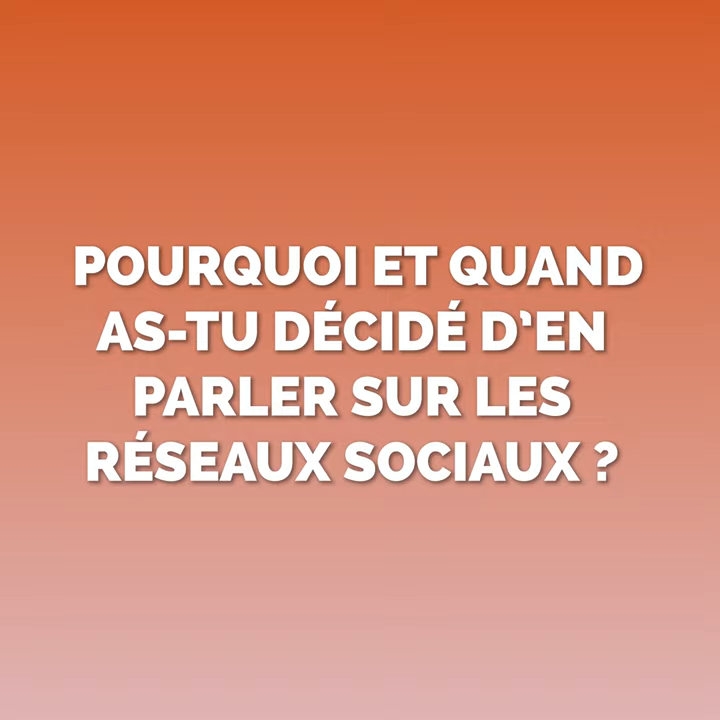 POURQUOI ET QUAND
AS-TU DÉCIDÉ D’EN
PARLER SUR LES
RÉSEAUX SOCIAUX ?